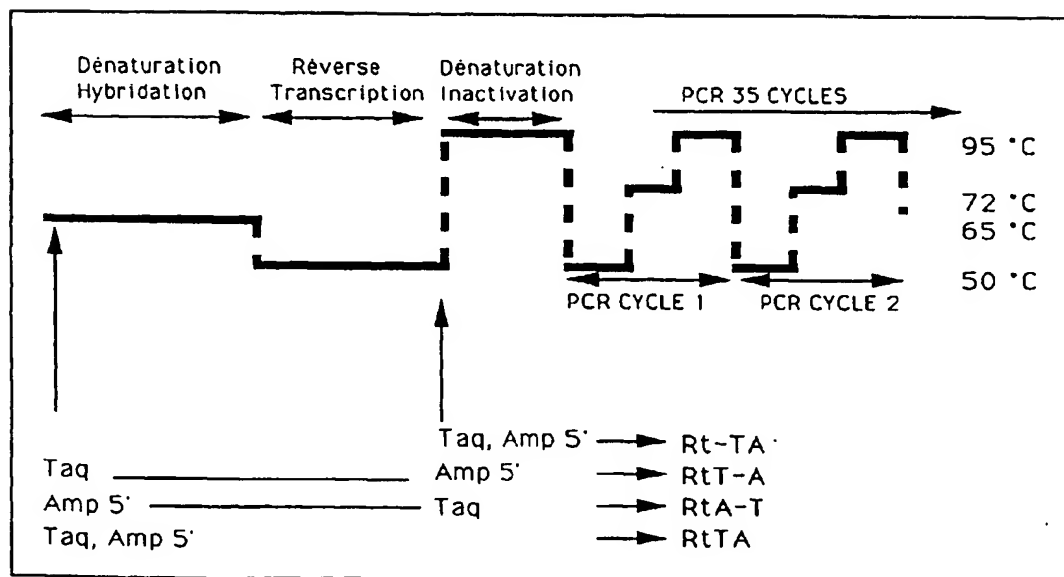 Dénaturation Hybridation
Réverse Transcription
Dénaturation Inactivation
PCR 35 CYCLES
95 °C
72 °C
65 °C
50 °C
PCR CYCLE 1
PCR CYCLE 2
Taq, Amp 5' Rt-TA
Taq Amp 5' RtT-A
Amp 5' Taq RtA-T
Taq, Amp 5' RtTA